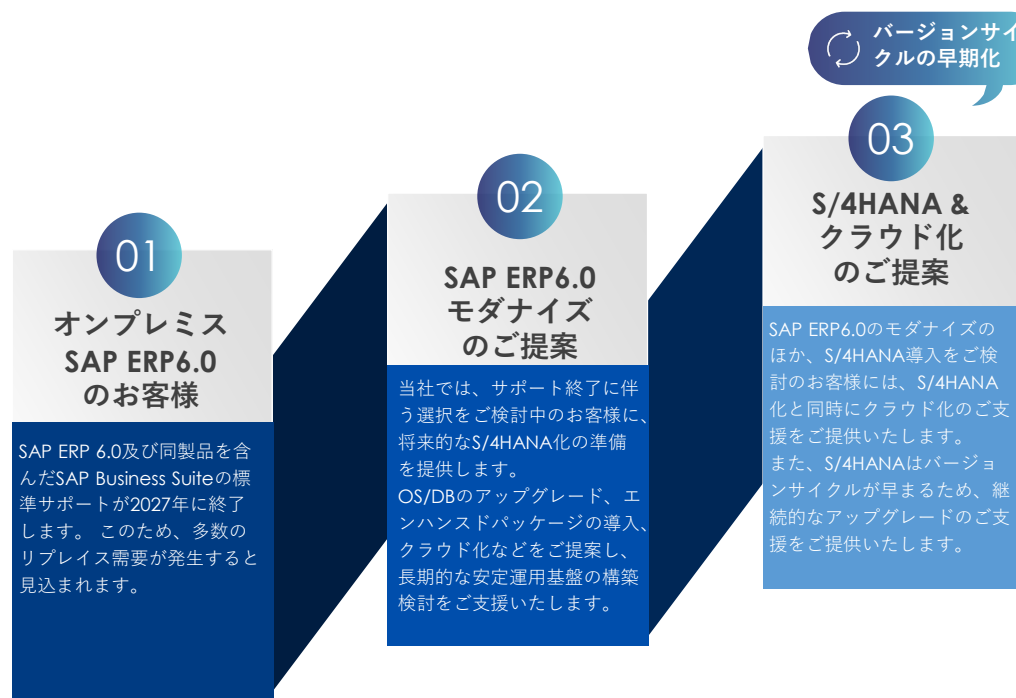 バージョンサイ
クルの早期化
01
オンプレミス
SAP ERP6.0
のお客様
SAP ERP 6.0及び同製品を含
んだSAP Business Suiteの標
準サポートが2027年に終了
します。 このため、多数の
リプレイス需要が発生すると
見込まれます。
02
SAP ERP6.0
モダナイズ
のご提案
当社では、サポート終了に伴
う選択をご検討中のお客様に、
将来的なS/4HANA化の準備
を提供します。
OS/DBのアップグレード、エ
ンハンスドパッケージの導入、
クラウド化などをご提案し、
長期的な安定運用基盤の構築
検討をご支援いたします。
03
S/4HANA &
クラウド化
のご提案
SAP ERP6.0のモダナイズの
ほか、S/4HANA導入をご検
討のお客様には、S/4HANA
化と同時にクラウド化のご支
援をご提供いたします。
また、S/4HANAはバージョ
ンサイクルが早まるため、継
続的なアップグレードのご支
援をご提供いたします。